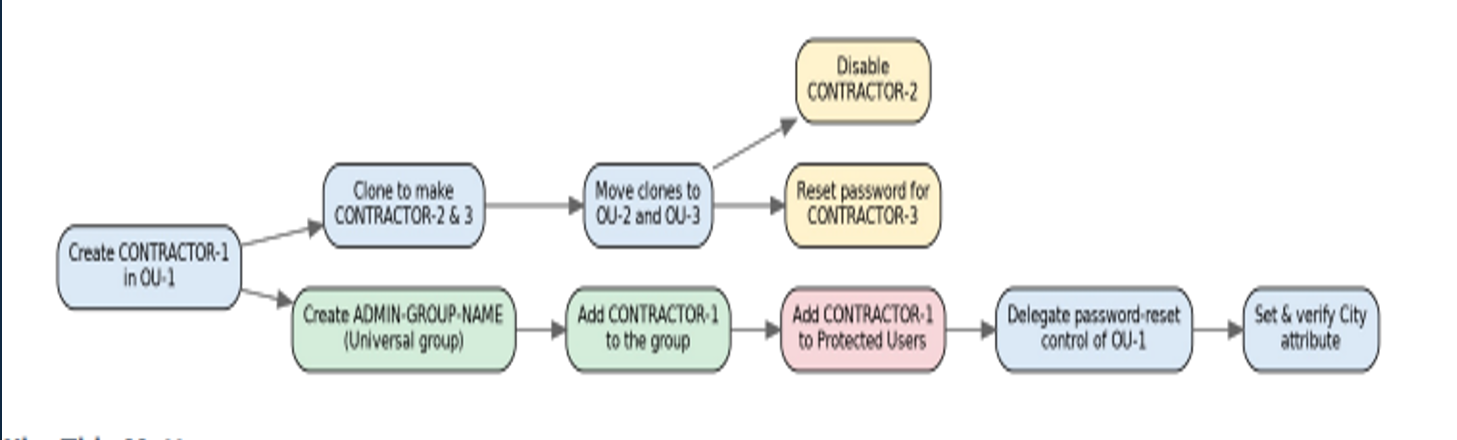 Disable
CONTRACTOR-2
Clone to make
CONTRACTOR-2 & 3
Move clones to
OU-2 and OU-3
Reset password for
CONTRACTOR-3
Create CONTRACTOR-1
in OU-1
Create ADMIN-GROUP-NAME
(Universal group)
Add CONTRACTOR-1
to the group
Add CONTRACTOR-1
to Protected Users
Delegate password-reset
control of OU-1
Set & verify City
attribute